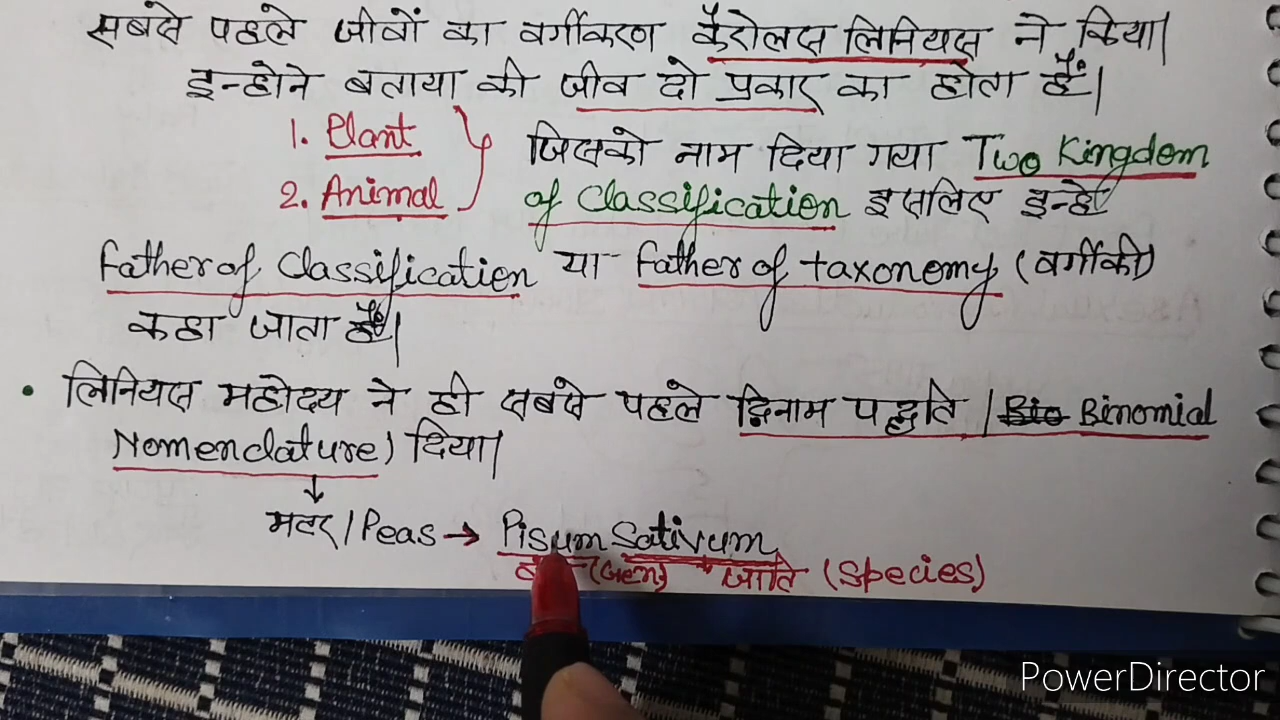 सबसे पहले जीवों का वर्गीकरण कैरोलस लिनियस ने किया।
इन्होने बताया की जीव दो प्रकार का होता हैं।
1. Plant
2. Animal
जिसको नाम दिया गया Two Kingdom
of Classification इसलिए इन्हे
father of Classification या father of taxonomy (वर्गीकी)
कहा जाता है।
• लिनियस महोदय ने ही सबसे पहले द्विनाम पद्धति / Binomial
Nomenclature) दिया।
मटर/Peas → Pisum Sativum
(Gen) जाति (Species)
PowerDirector